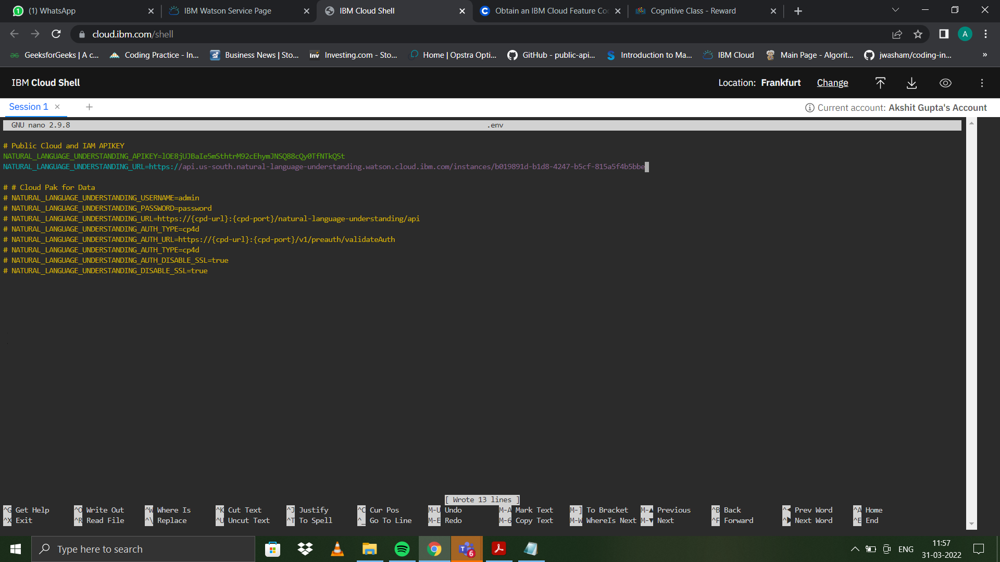 (1) WhatsApp
IBM Watson Service Page
IBM Cloud Shell
Obtain an IBM Cloud Feature Co
Cognitive Class - Reward
cloud.ibm.com/shell
A
GeeksforGeeks | A c...
Coding Practice - In...
Business News | Sto...
Inv
Investing.com - Sto...
Home | Opstra Opti...
GitHub - public-api...
Introduction to Ma...
IBM Cloud
Main Page - Algorit...
jwasham/coding-in...
»
IBM Cloud Shell
Location: Frankfurt Change
Session 1
Current account: Akshit Gupta's Account
GNU nano 2.9.8 .env
# Public Cloud and IAM APIKEY
NATURAL_LANGUAGE_UNDERSTANDING_APIKEY=lOE8jUJBaIe5mSthtrM92cEhymJNSQ88cQy0TfNTkQSt
NATURAL_LANGUAGE_UNDERSTANDING_URL=https://api.us-south.natural-language-understanding.watson.cloud.ibm.com/instances/b019891d-b1d8-4247-b5cf-815a5f4b5bbe
# # Cloud Pak for Data
# NATURAL_LANGUAGE_UNDERSTANDING_USERNAME=admin
# NATURAL_LANGUAGE_UNDERSTANDING_PASSWORD=password
# NATURAL_LANGUAGE_UNDERSTANDING_URL=https://{cpd-url}:{cpd-port}/natural-language-understanding/api
# NATURAL_LANGUAGE_UNDERSTANDING_AUTH_TYPE=cp4d
# NATURAL_LANGUAGE_UNDERSTANDING_AUTH_URL=https://{cpd-url}:{cpd-port}/v1/preauth/validateAuth
# NATURAL_LANGUAGE_UNDERSTANDING_AUTH_TYPE=cp4d
# NATURAL_LANGUAGE_UNDERSTANDING_AUTH_DISABLE_SSL=true
# NATURAL_LANGUAGE_UNDERSTANDING_DISABLE_SSL=true
[ Wrote 13 lines ]
^G Get Help ^O Write Out ^W Where Is ^K Cut Text ^J Justify ^C Cur Pos M-U Undo M-A Mark Text M-] To Bracket M-▲ Previous ^B Back ^◀ Prev Word ^A Home
^X Exit ^R Read File ^\ Replace ^U Uncut Text ^T To Spell ^_ Go To Line M-E Redo M-6 Copy Text M-W WhereIs Next M-▼ Next ^F Forward ^▶ Next Word ^E End
Type here to search
6
ENG
11:57
31-03-2022